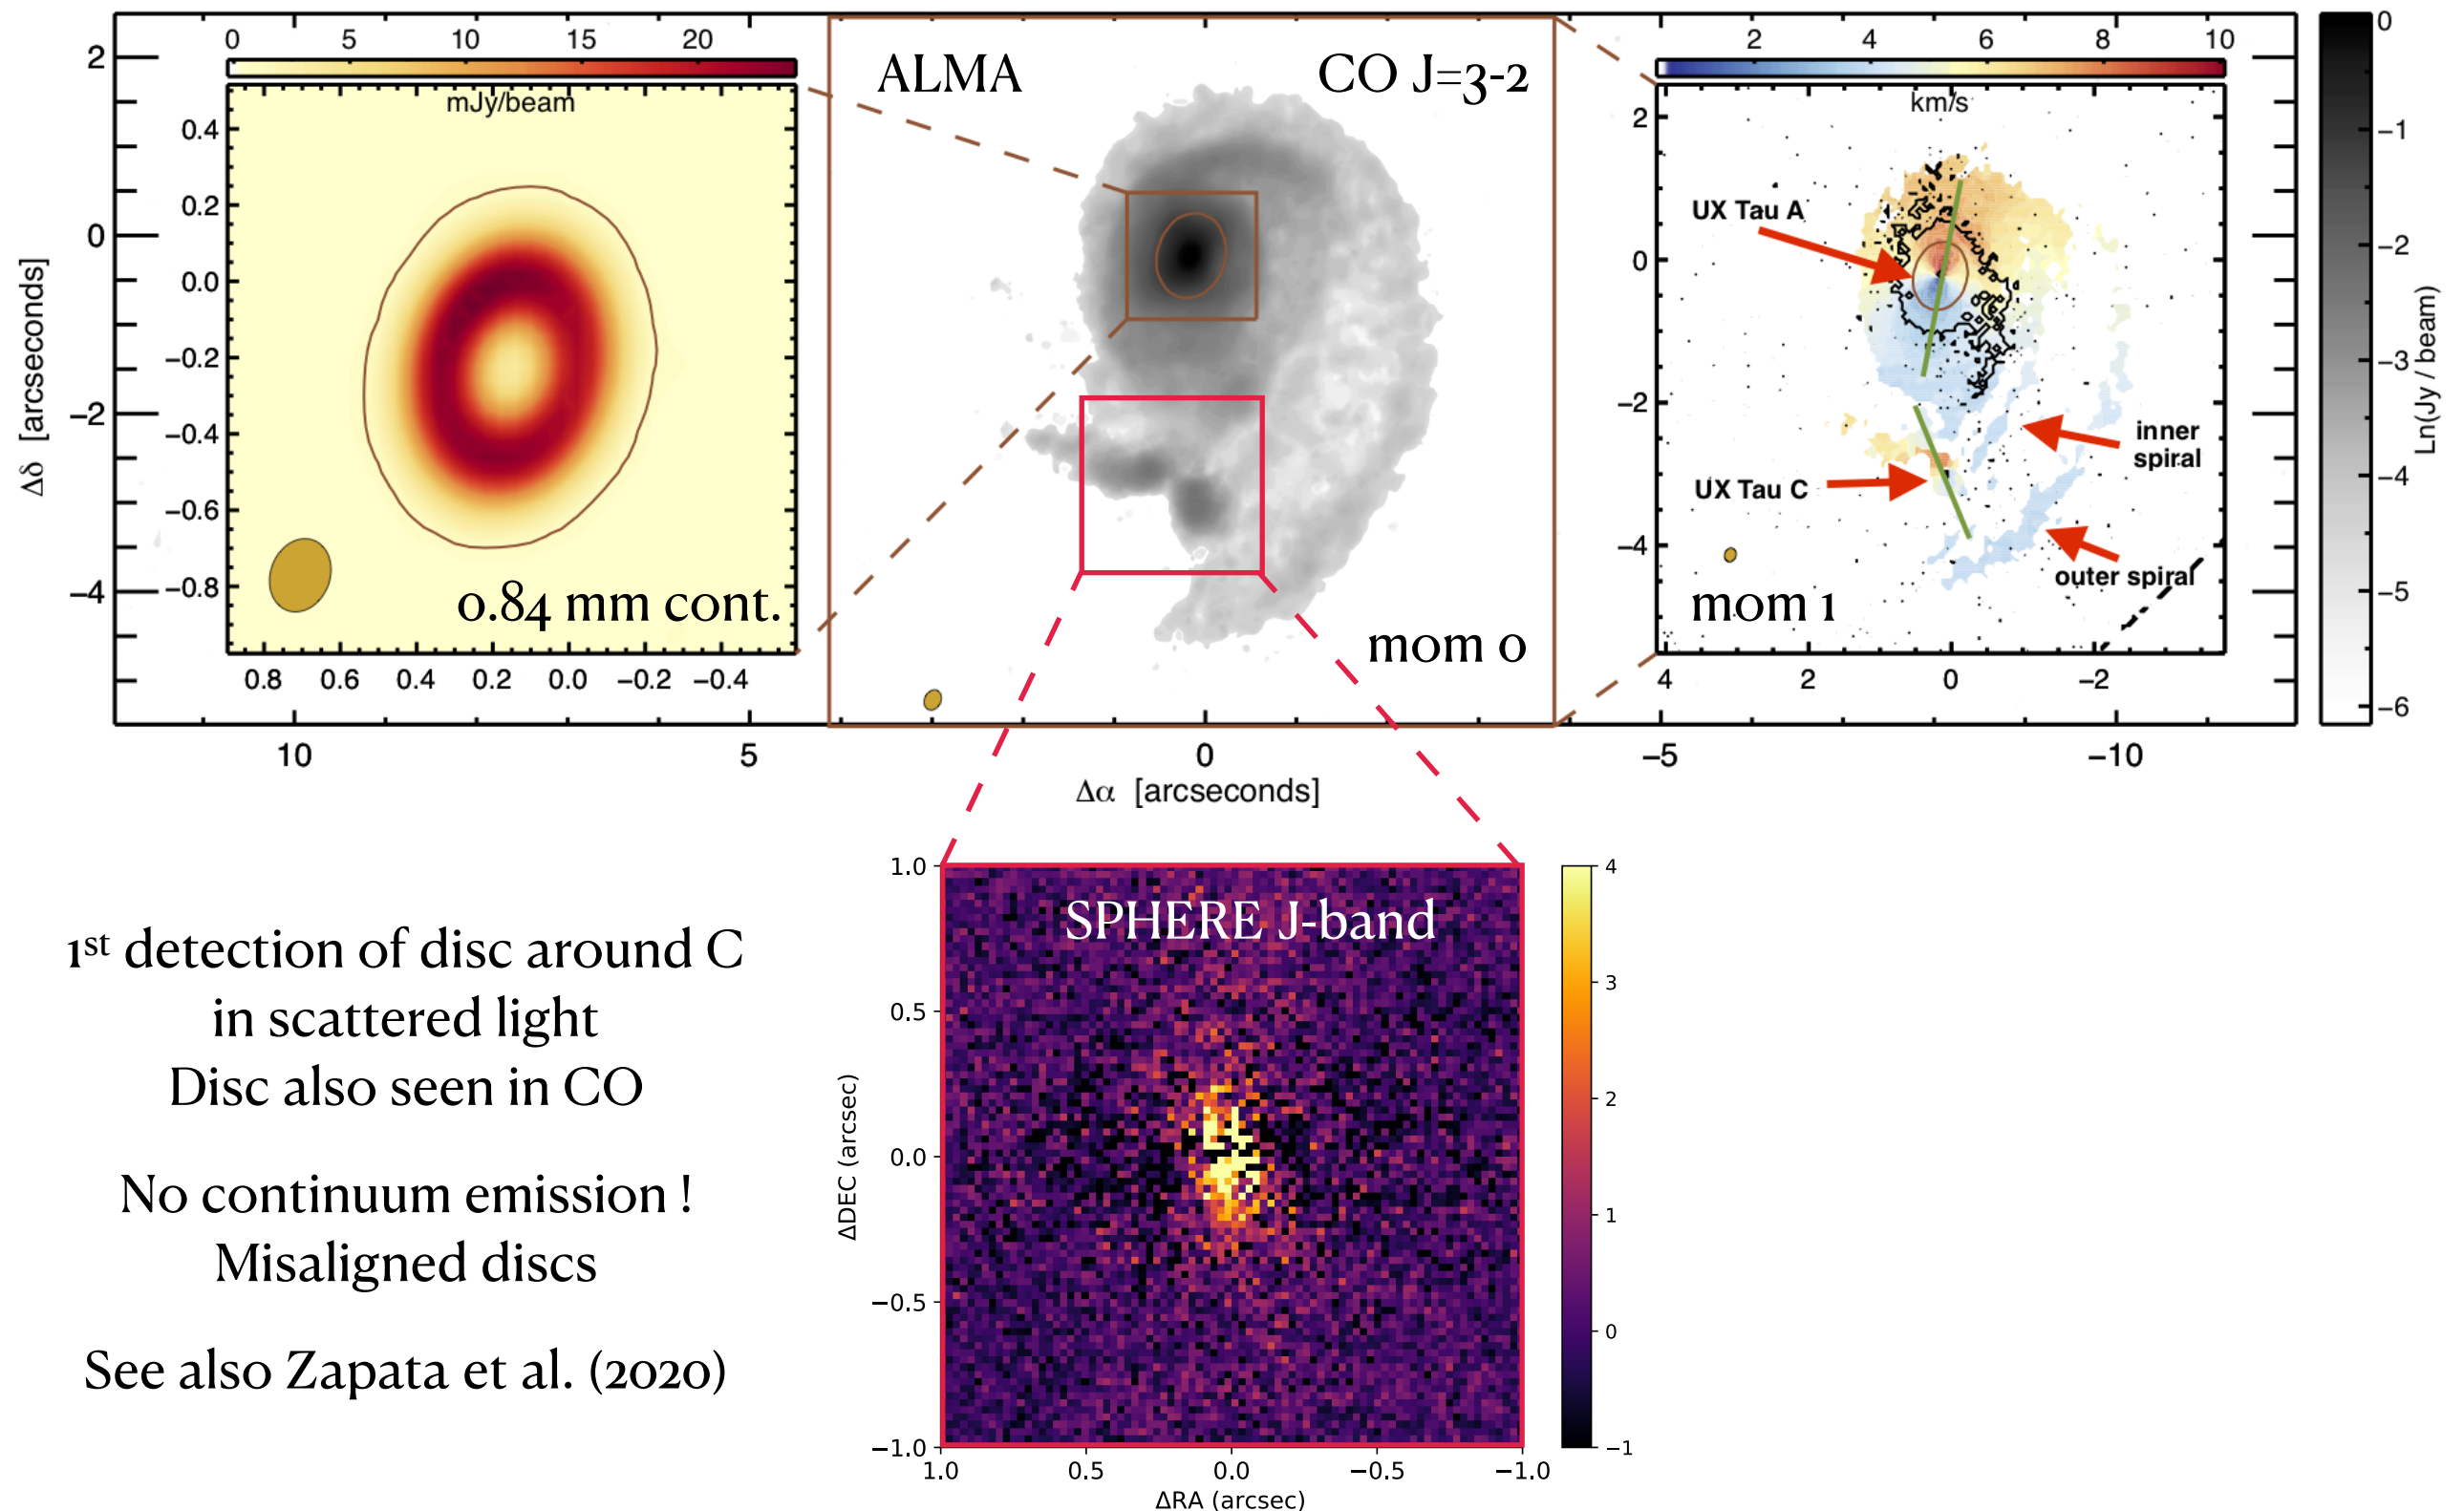 0 5 10 15 20
mJy/beam
0.4
0.2
0.0
−0.2
−0.4
−0.6
−0.8
0.8 0.6 0.4 0.2 0.0 −0.2 −0.4
0.84 mm cont.
2
0
−2
−4
Δδ [arcseconds]
ALMA
CO J=3-2
mom 0
2 4 6 8 10
km/s
2
0
−2
−4
4 2 0 −2
UX Tau A
UX Tau C
inner
spiral
outer spiral
mom 1
0
−1
−2
−3
−4
−5
−6
Ln(Jy / beam)
10 5 0 −5 −10
Δα [arcseconds]
1st detection of disc around C
in scattered light
Disc also seen in CO
No continuum emission !
Misaligned discs
See also Zapata et al. (2020)
SPHERE J-band
1.0
0.5
0.0
−0.5
−1.0
ΔDEC (arcsec)
1.0 0.5 0.0 −0.5 −1.0
ΔRA (arcsec)
4
3
2
1
0
−1